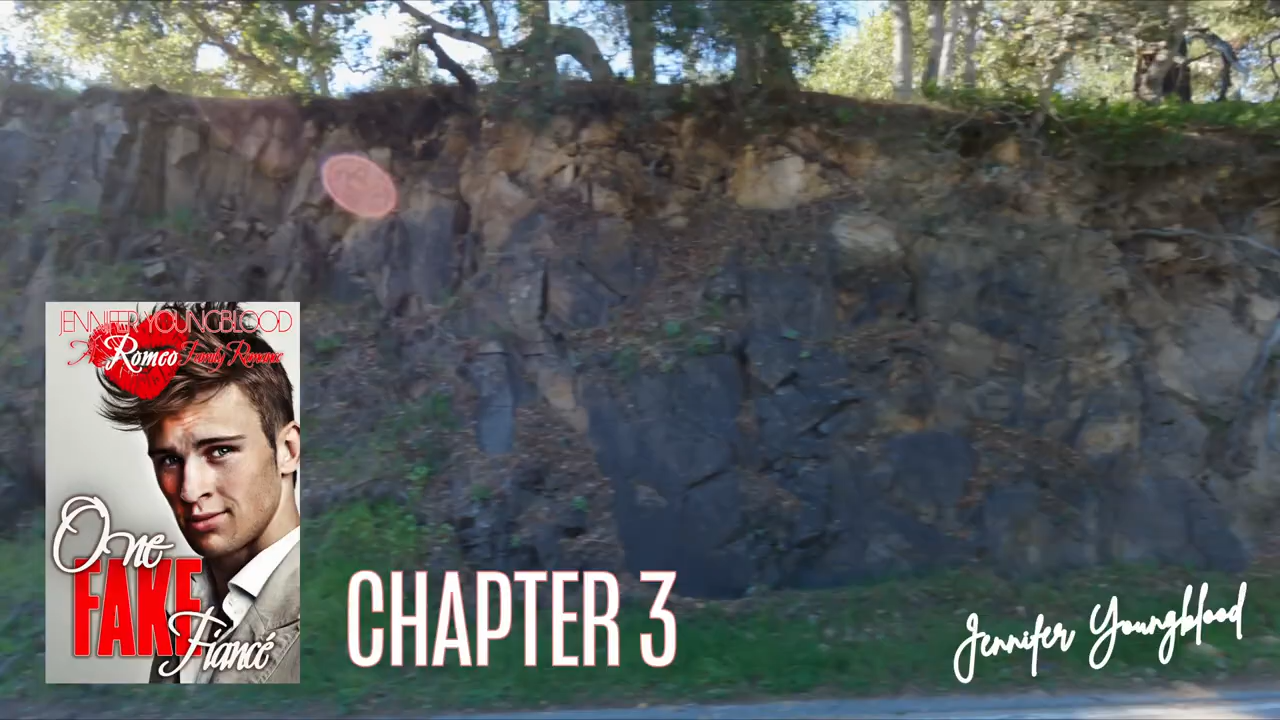 JENNIFER YOUNGBLOOD
A Romeo Family Romance
One
FAKE
Fiancé
CHAPTER 3
Jennifer Youngblood